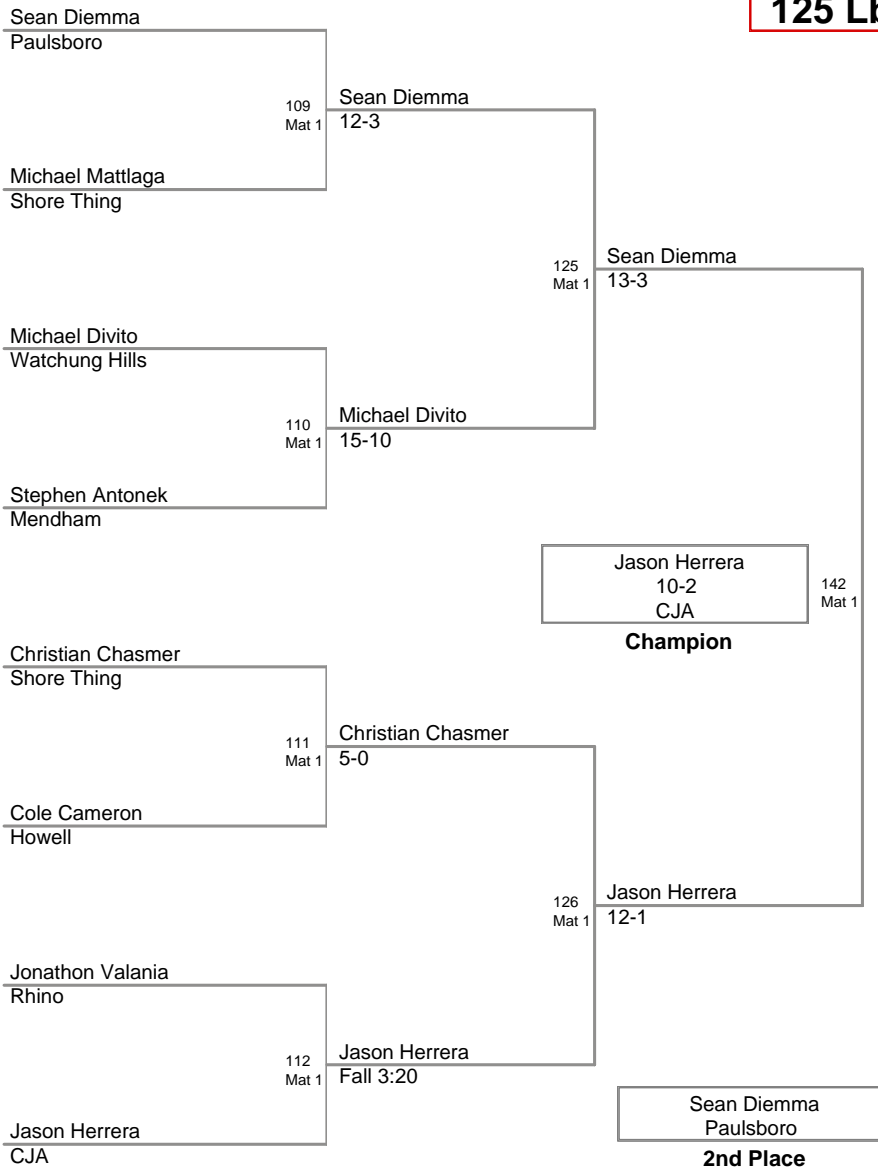 125 Lb
Sean Diemma
Paulsboro
109
Mat 1
Sean Diemma
12-3
Michael Mattlaga
Shore Thing
125
Mat 1
Sean Diemma
13-3
Michael Divito
Watchung Hills
110
Mat 1
Michael Divito
15-10
Stephen Antonek
Mendham
Jason Herrera
10-2
CJA
Champion
142
Mat 1
Christian Chasmer
Shore Thing
111
Mat 1
Christian Chasmer
5-0
Cole Cameron
Howell
126
Mat 1
Jason Herrera
12-1
Jonathon Valania
Rhino
112
Mat 1
Jason Herrera
Fall 3:20
Jason Herrera
CJA
Sean Diemma
Paulsboro
2nd Place